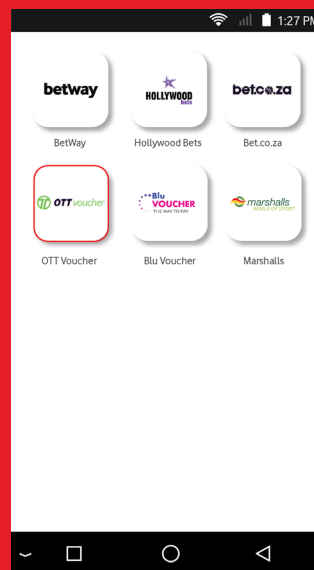 1:27 PM
betway
HOLLYWOOD
bets
bet.co.za
BetWay
Hollywood Bets
Bet.co.za
OTT voucher
Blu
VOUCHER
THE WAY TO PAY
marshalls
WORLD OF SPORT
OTT Voucher
Blu Voucher
Marshalls